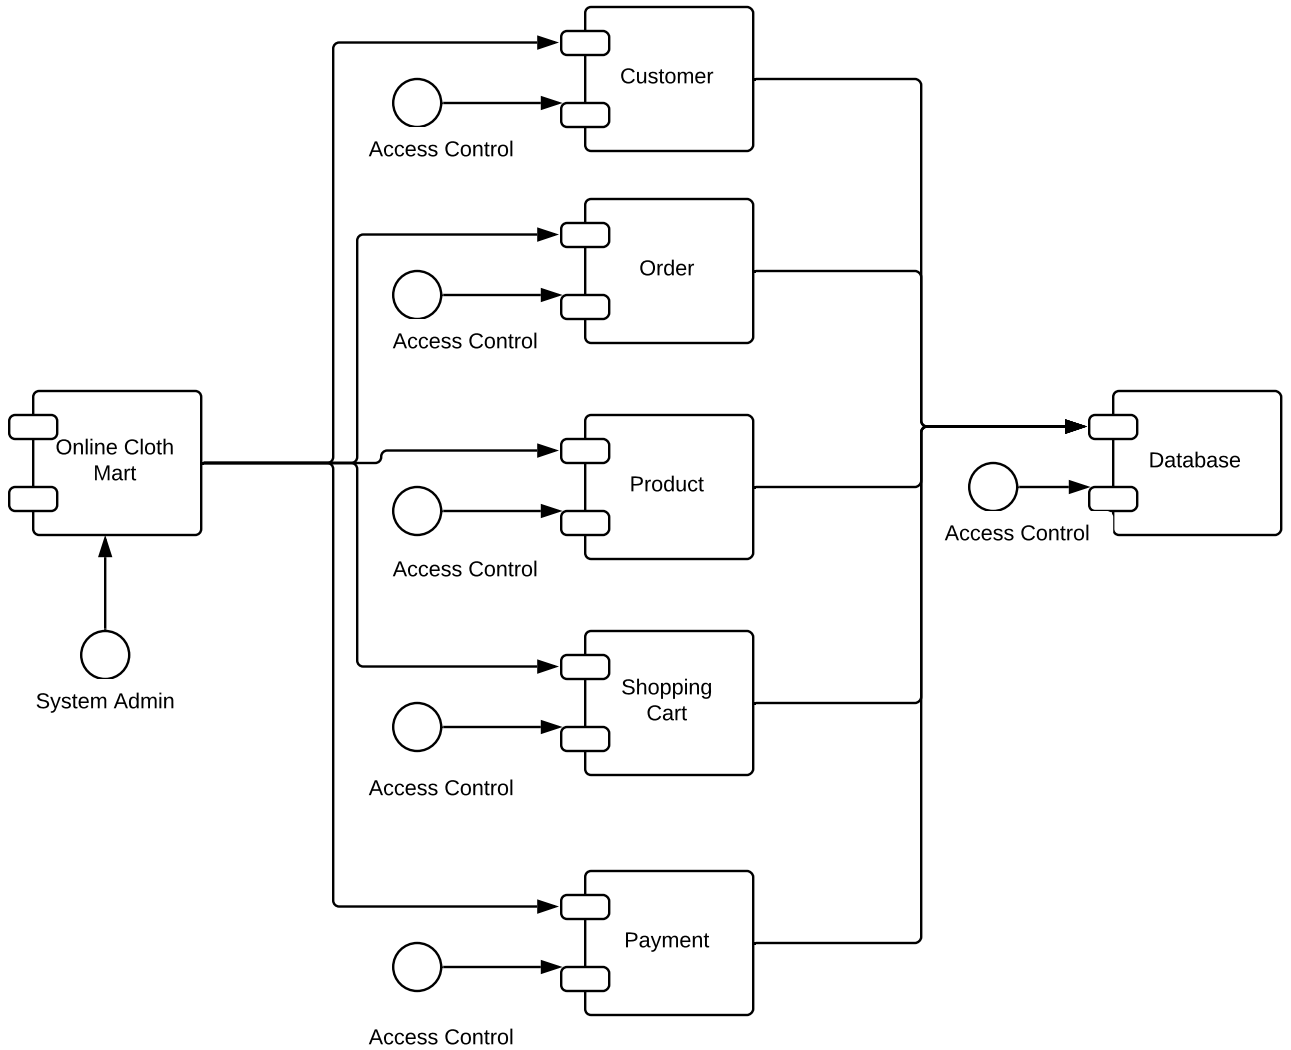 Customer
Access Control
Order
Access Control
Online Cloth
Mart
Product
Database
Access Control
Access Control
System Admin
Shopping
Cart
Access Control
Payment
Access Control